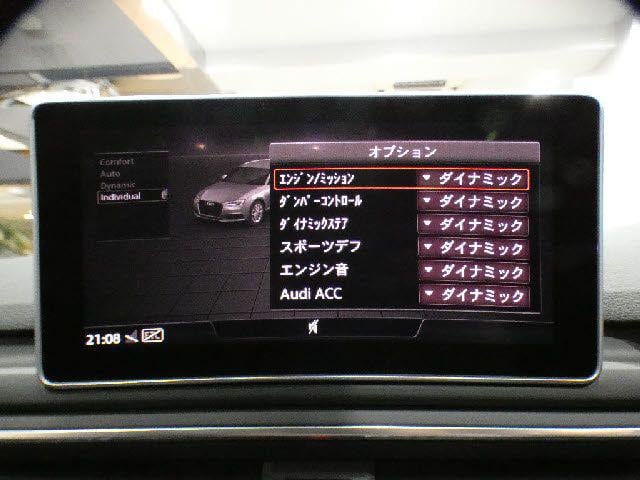 Comfort
Auto
Dynamic
Individual
オプション
ｴﾝｼﾞﾝ/ﾐｯｼｮﾝ ダイナミック
ﾀﾞﾝﾊﾟｰｺﾝﾄﾛｰﾙ ダイナミック
ﾀﾞｲﾅﾐｯｸｽﾃｱ ダイナミック
スポーツデフ ダイナミック
エンジン音 ダイナミック
Audi ACC ダイナミック
21:08